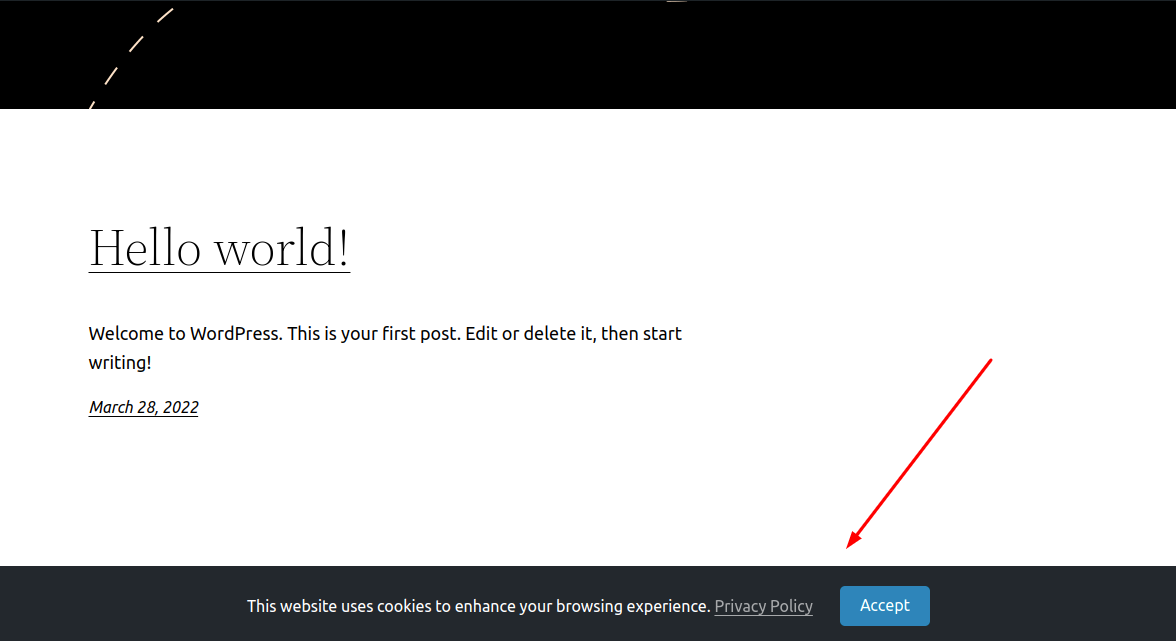 Hello world!
Welcome to WordPress. This is your first post. Edit or delete it, then start
writing!
March 28, 2022
This website uses cookies to enhance your browsing experience. Privacy Policy
Accept